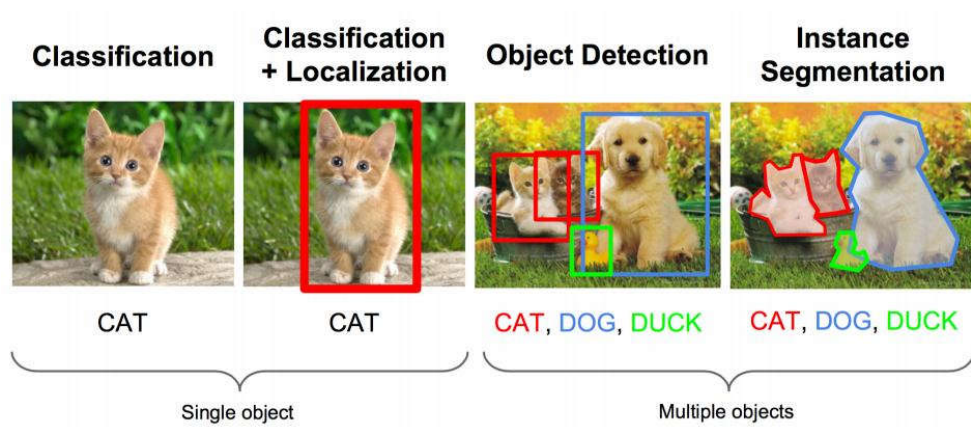 Classification
Classification
+ Localization
Object Detection
Instance
Segmentation
CAT
CAT
CAT, DOG, DUCK
CAT, DOG, DUCK
Single object
Multiple objects